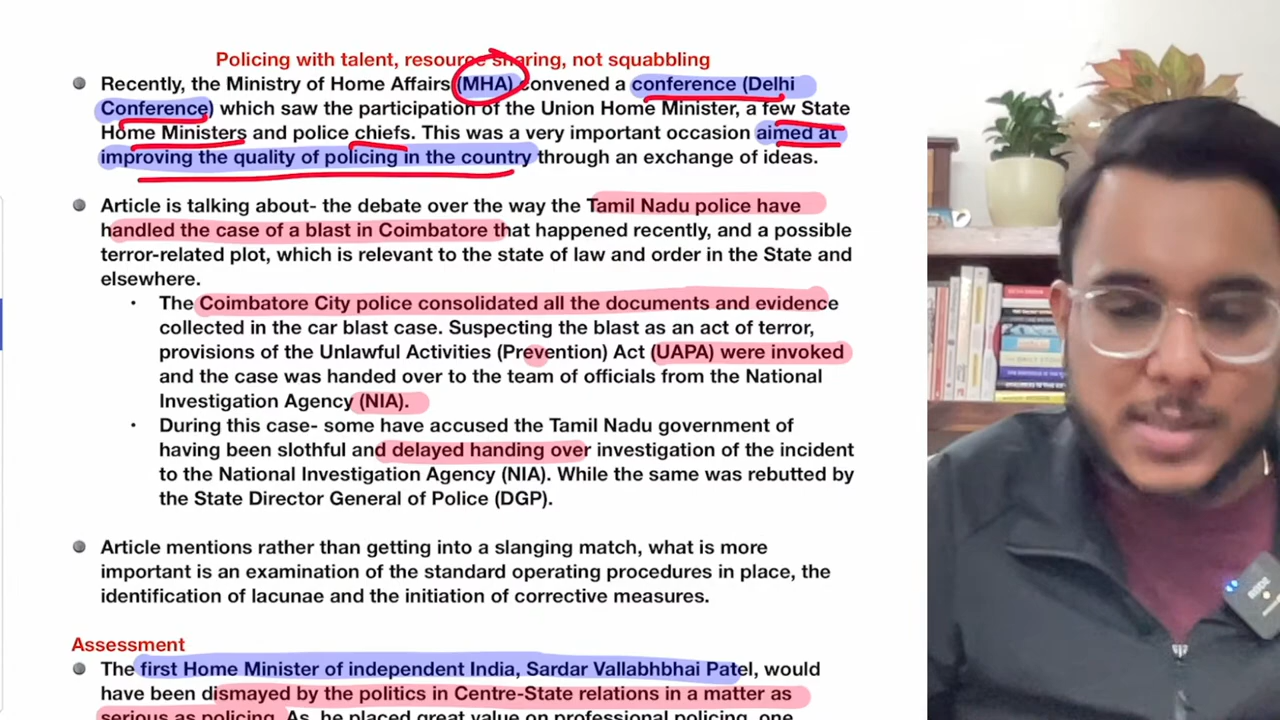 Policing with talent, resource sharing, not squabbling
Recently, the Ministry of Home Affairs (MHA) convened a conference (Delhi
Conference) which saw the participation of the Union Home Minister, a few State
Home Ministers and police chiefs. This was a very important occasion aimed at
improving the quality of policing in the country through an exchange of ideas.
Article is talking about- the debate over the way the Tamil Nadu police have
handled the case of a blast in Coimbatore that happened recently, and a possible
terror-related plot, which is relevant to the state of law and order in the State and
elsewhere.
The Coimbatore City police consolidated all the documents and evidence
collected in the car blast case. Suspecting the blast as an act of terror,
provisions of the Unlawful Activities (Prevention) Act (UAPA) were invoked
and the case was handed over to the team of officials from the National
Investigation Agency (NIA).
During this case- some have accused the Tamil Nadu government of
having been slothful and delayed handing over investigation of the incident
to the National Investigation Agency (NIA). While the same was rebutted by
the State Director General of Police (DGP).
Article mentions rather than getting into a slanging match, what is more
important is an examination of the standard operating procedures in place, the
identification of lacunae and the initiation of corrective measures.
Assessment
The first Home Minister of independent India, Sardar Vallabhbhai Patel, would
have been dismayed by the politics in Centre-State relations in a matter as
serious as policing. As, he placed great value on professional policing, one